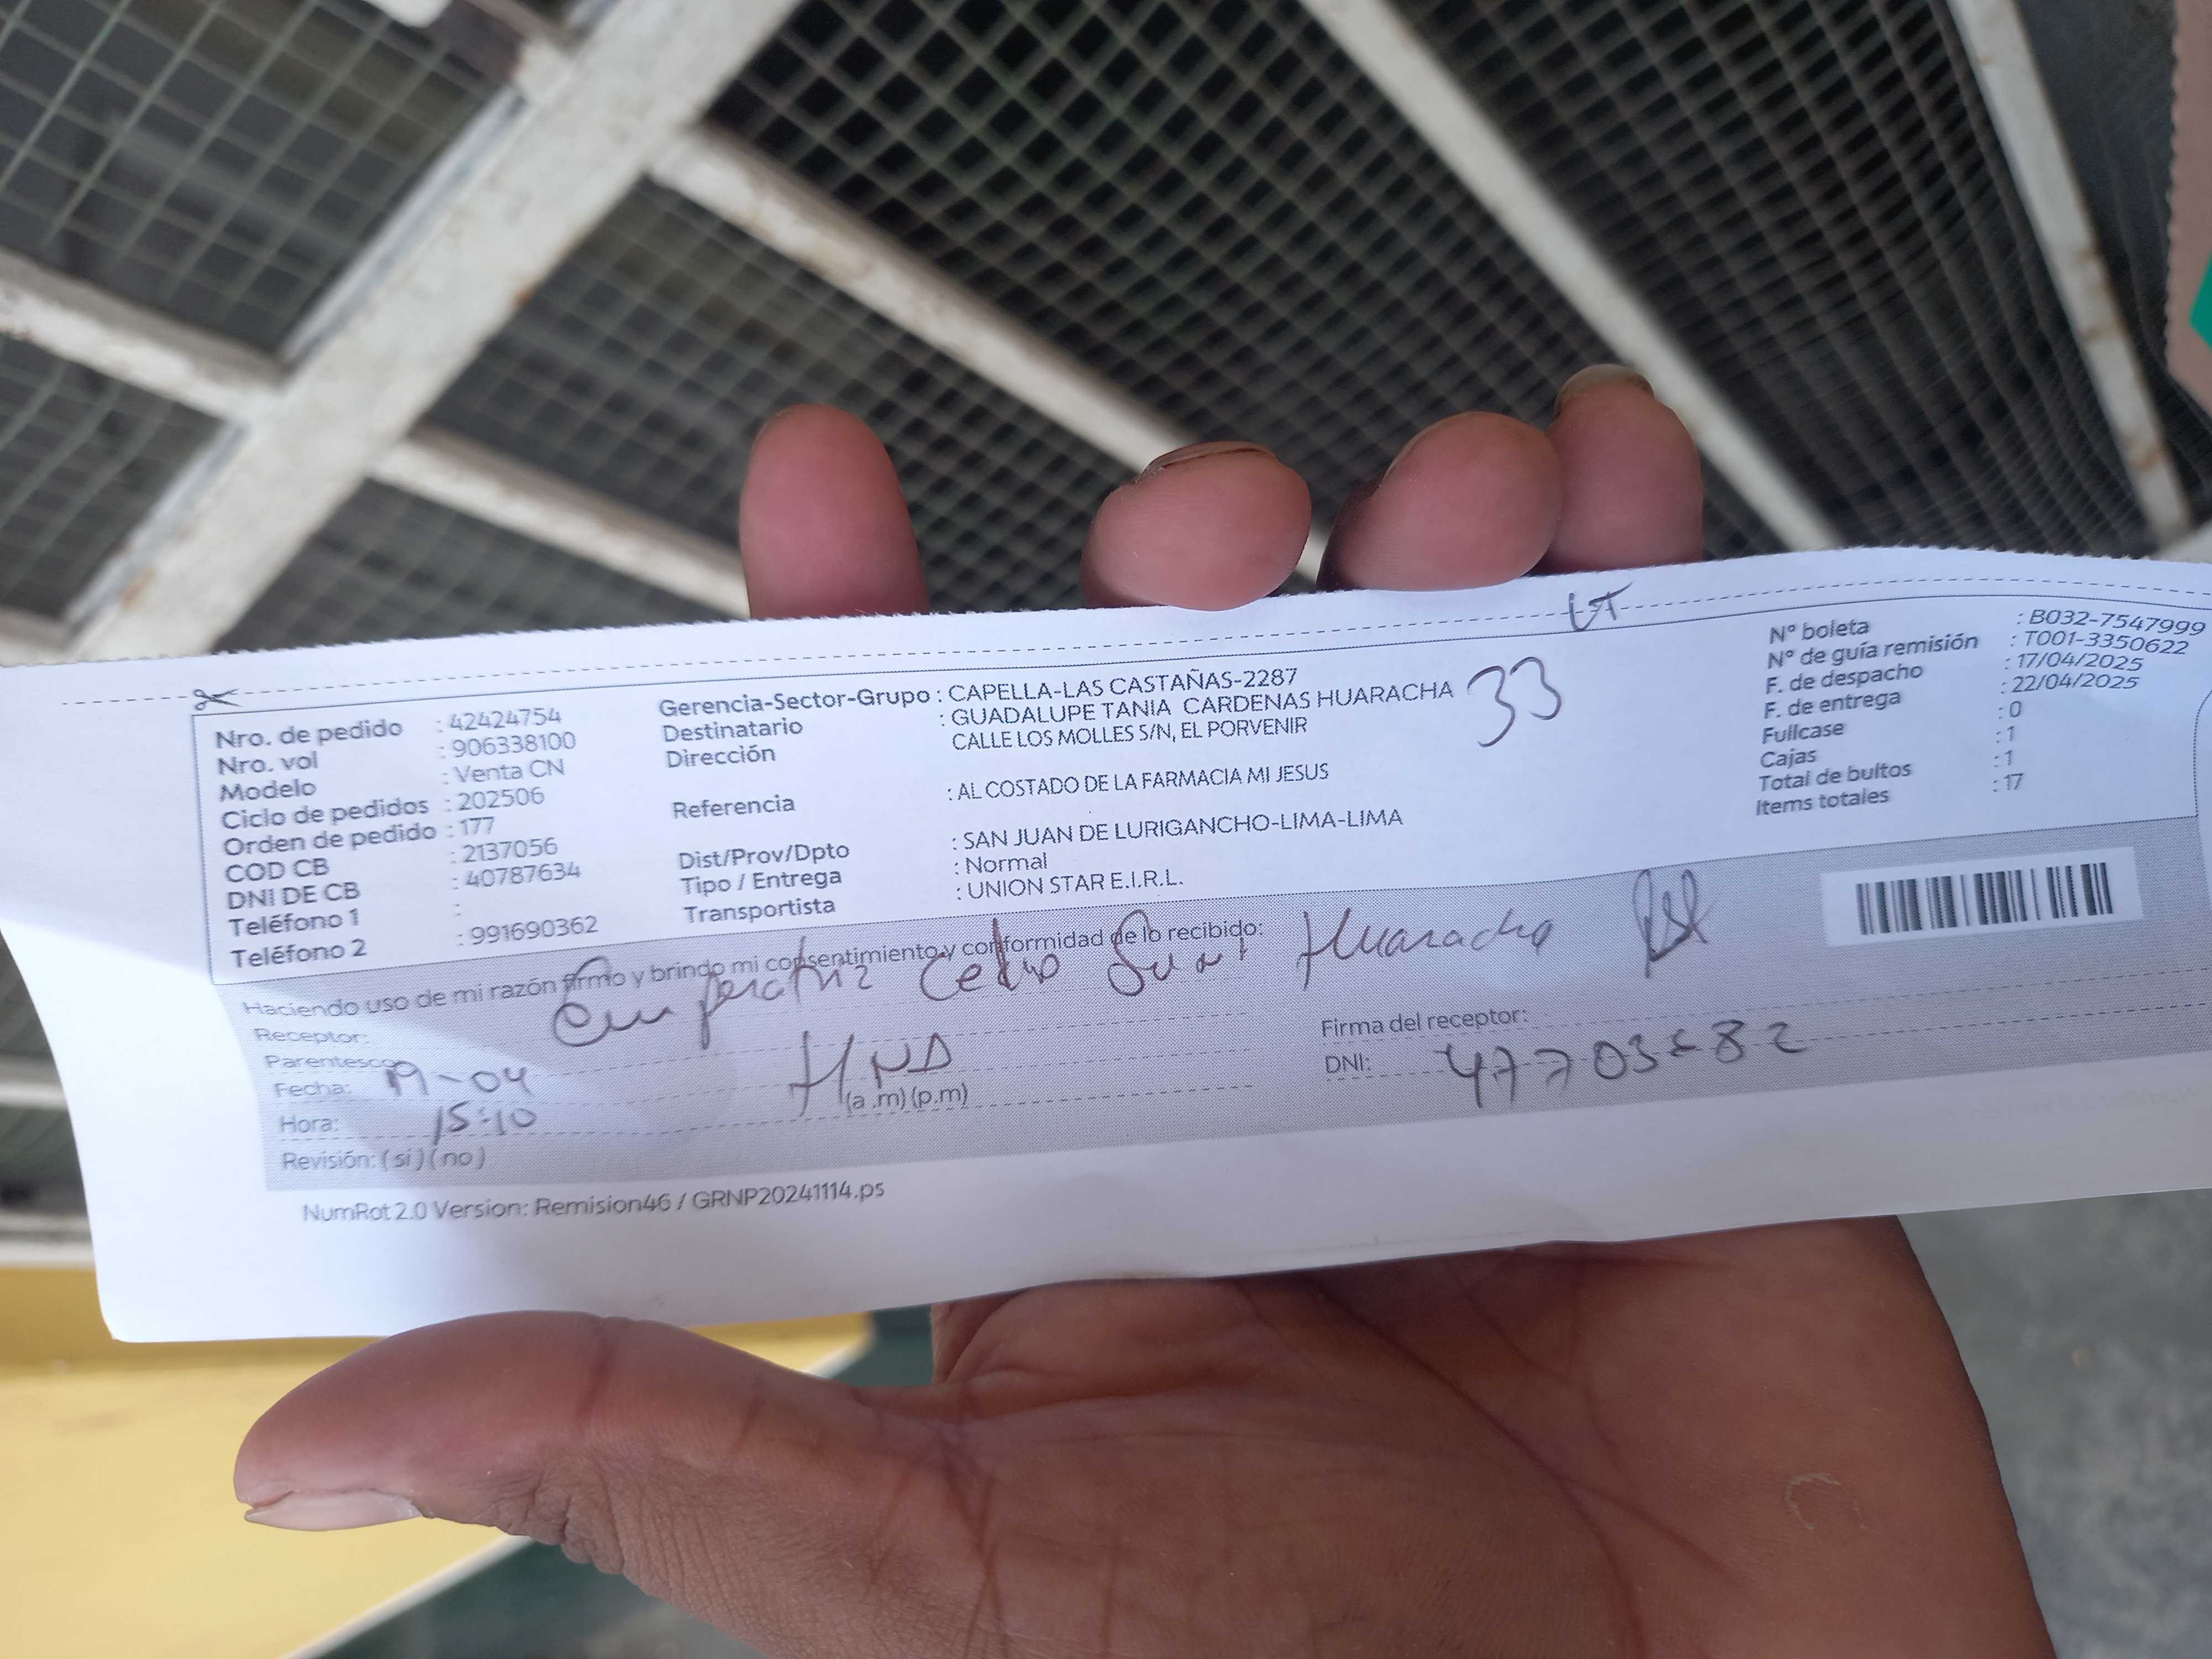 LT
33
Nro. de pedido : 42424754
Nro. vol : 906338100
Modelo : Venta CN
Ciclo de pedidos : 202506
Orden de pedido : 177
COD CB : 2137056
DNI DE CB : 40787634
Teléfono 1 :
Teléfono 2 : 991690362
Gerencia-Sector-Grupo : CAPELLA-LAS CASTAÑAS-2287
Destinatario : GUADALUPE TANIA CARDENAS HUARACHA
Dirección CALLE LOS MOLLES S/N, EL PORVENIR
Referencia : AL COSTADO DE LA FARMACIA MI JESUS
Dist/Prov/Dpto : SAN JUAN DE LURIGANCHO-LIMA-LIMA
Tipo / Entrega : Normal
Transportista : UNION STAR E.I.R.L.
N° boleta : B032-7547999
N° de guía remisión : T001-3350622
F. de despacho : 17/04/2025
F. de entrega : 22/04/2025
Fullcase : 0
Cajas : 1
Total de bultos : 1
Items totales : 17
Haciendo uso de mi razón firmo y brindo mi consentimiento y conformidad de lo recibido:
Receptor: Emperatriz Huaracha
Parentesco:
Fecha: 19-04
Hora: 15:10 (a .m) (p.m)
Revisión: ( sí ) ( no )
Firma del receptor:
DNI:
NumRot 2.0 Version: Remision46 / GRNP20241114.ps